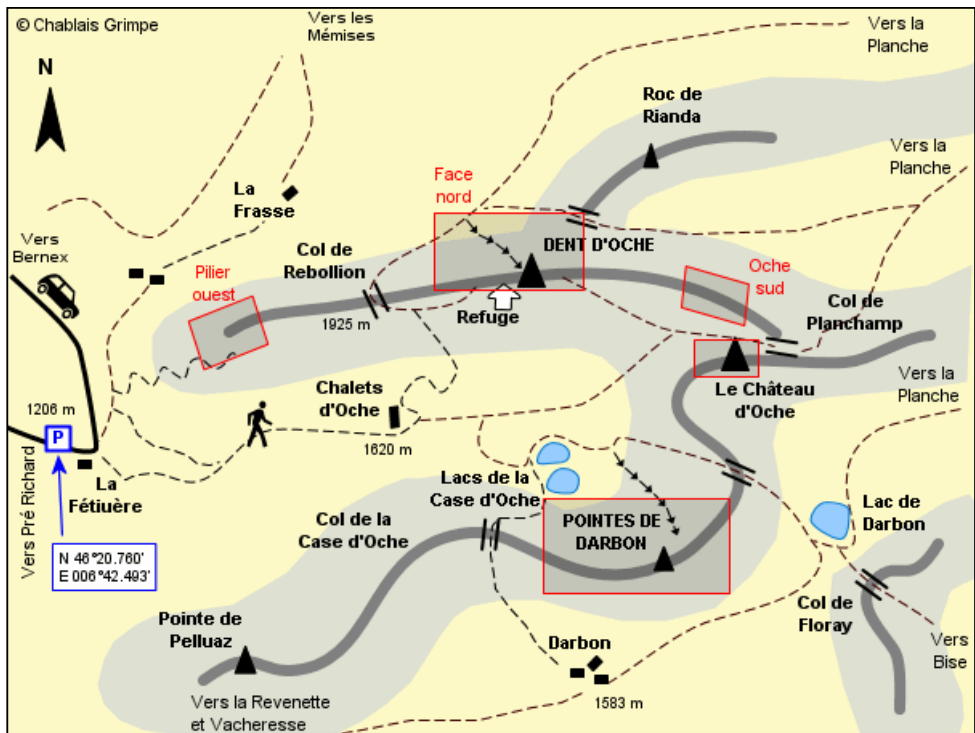 © Chablais Grimpe
Vers les
Mémises
Vers la
Planche
N
Roc de
Rianda
Vers la
Planche
Face
nord
La
Frasse
Vers
Bernex
Col de
Rebollion
DENT D'OCHE
Pilier
ouest
Oche
sud
Col de
Planchamp
1925 m
Refuge
Vers la
Planche
Chalets
d'Oche
Le Château
d'Oche
1206 m
P
1620 m
La
Fétiuère
Vers Pré Richard
Lacs de la
Case d'Oche
Lac de
Darbon
Col de la
Case d'Oche
POINTES DE
DARBON
N 46°20.760'
E 006°42.493'
Col de
Floray
Pointe de
Pelluaz
Darbon
Vers
Bise
1583 m
Vers la Revenette
et Vacheresse